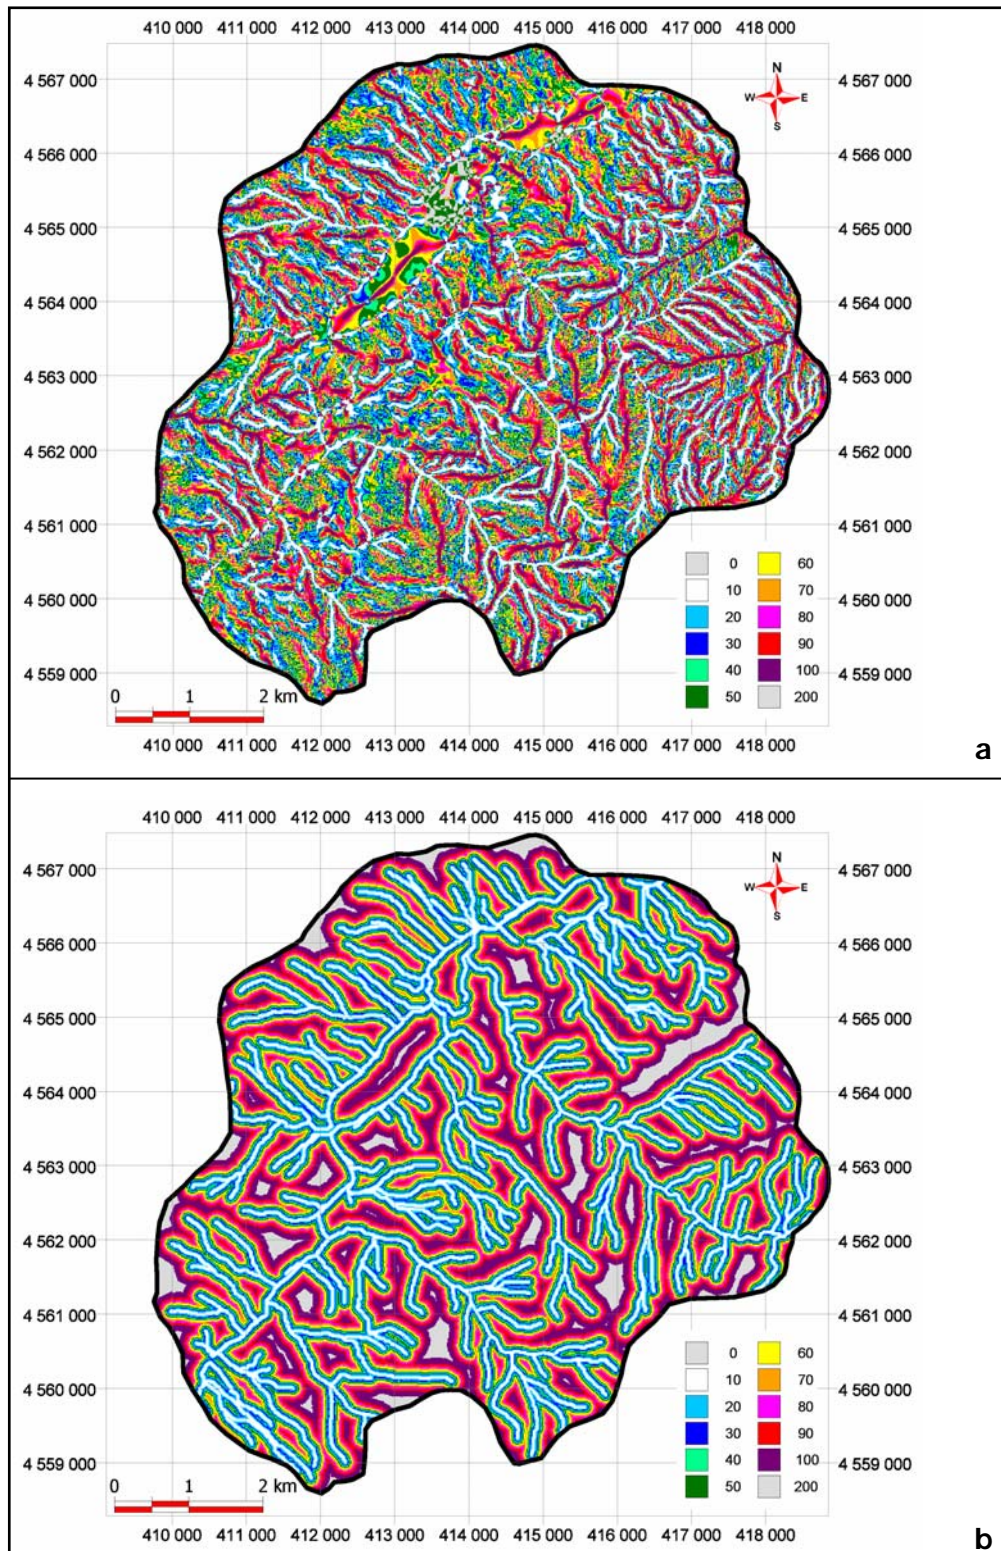 410 000 411 000 412 000 413 000 414 000 415 000 416 000 417 000 418 000
4 567 000 4 567 000
N
W E
S
4 566 000 4 566 000
4 565 000 4 565 000
4 564 000 4 564 000
4 563 000 4 563 000
4 562 000 4 562 000
4 561 000 4 561 000
0 60
4 560 000 10 70 4 560 000
20 80
30 90
4 559 000 40 100 4 559 000
0 1 2 km 50 200
410 000 411 000 412 000 413 000 414 000 415 000 416 000 417 000 418 000
a
410 000 411 000 412 000 413 000 414 000 415 000 416 000 417 000 418 000
4 567 000 4 567 000
N
W E
S
4 566 000 4 566 000
4 565 000 4 565 000
4 564 000 4 564 000
4 563 000 4 563 000
4 562 000 4 562 000
4 561 000 4 561 000
0 60
4 560 000 10 70 4 560 000
20 80
30 90
4 559 000 40 100 4 559 000
0 1 2 km 50 200
410 000 411 000 412 000 413 000 414 000 415 000 416 000 417 000 418 000
b